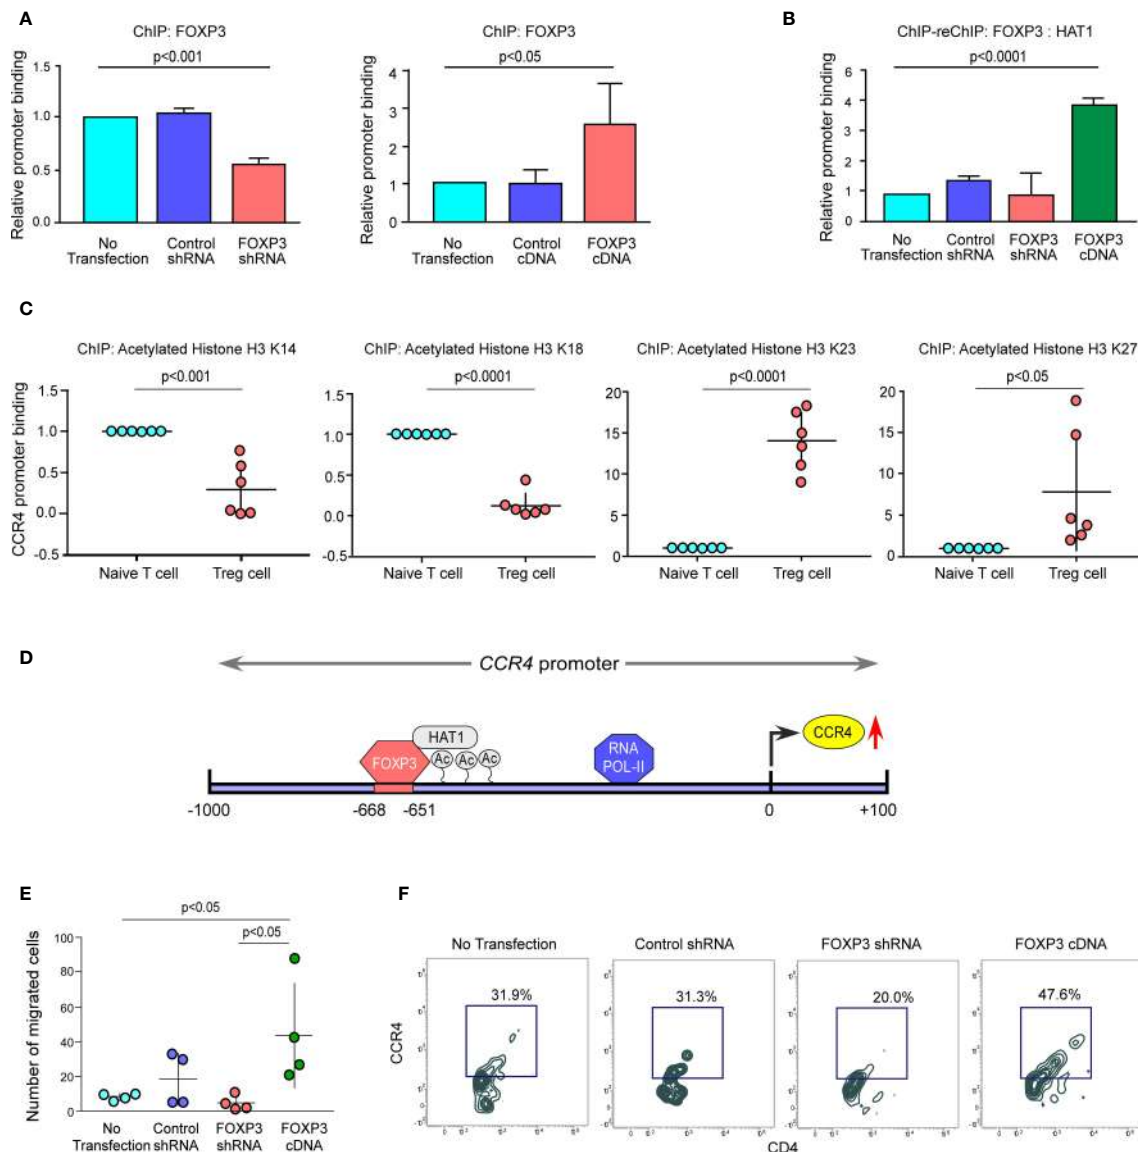 A
ChIP: FOXP3
p<0.001
Relative promoter binding
1.5
1.0
0.5
0.0
No Transfection
Control shRNA
FOXP3 shRNA
ChIP: FOXP3
p<0.05
Relative promoter binding
4
3
2
1
0
No Transfection
Control cDNA
FOXP3 cDNA
B
ChIP-reChIP: FOXP3 : HAT1
p<0.0001
Relative promoter binding
6
4
2
1
0
No Transfection
Control shRNA
FOXP3 shRNA
FOXP3 cDNA
C
CCR4 promoter binding
ChIP: Acetylated Histone H3 K14
p<0.001
1.5
1.0
0.5
0.0
-0.5
Naive T cell
Treg cell
ChIP: Acetylated Histone H3 K18
p<0.0001
1.5
1.0
0.5
0.0
-0.5
Naive T cell
Treg cell
ChIP: Acetylated Histone H3 K23
p<0.0001
20
15
10
5
0
Naive T cell
Treg cell
ChIP: Acetylated Histone H3 K27
p<0.05
20
15
10
5
0
Naive T cell
Treg cell
D
CCR4 promoter
HAT1
FOXP3
Ac
Ac
Ac
RNA
POL-II
CCR4
-1000
-668
-651
0
+100
E
p<0.05
p<0.05
Number of migrated cells
100
80
60
40
20
0
No Transfection
Control shRNA
FOXP3 shRNA
FOXP3 cDNA
F
No Transfection
31.9%
Control shRNA
31.3%
FOXP3 shRNA
20.0%
FOXP3 cDNA
47.6%
CCR4
CD4